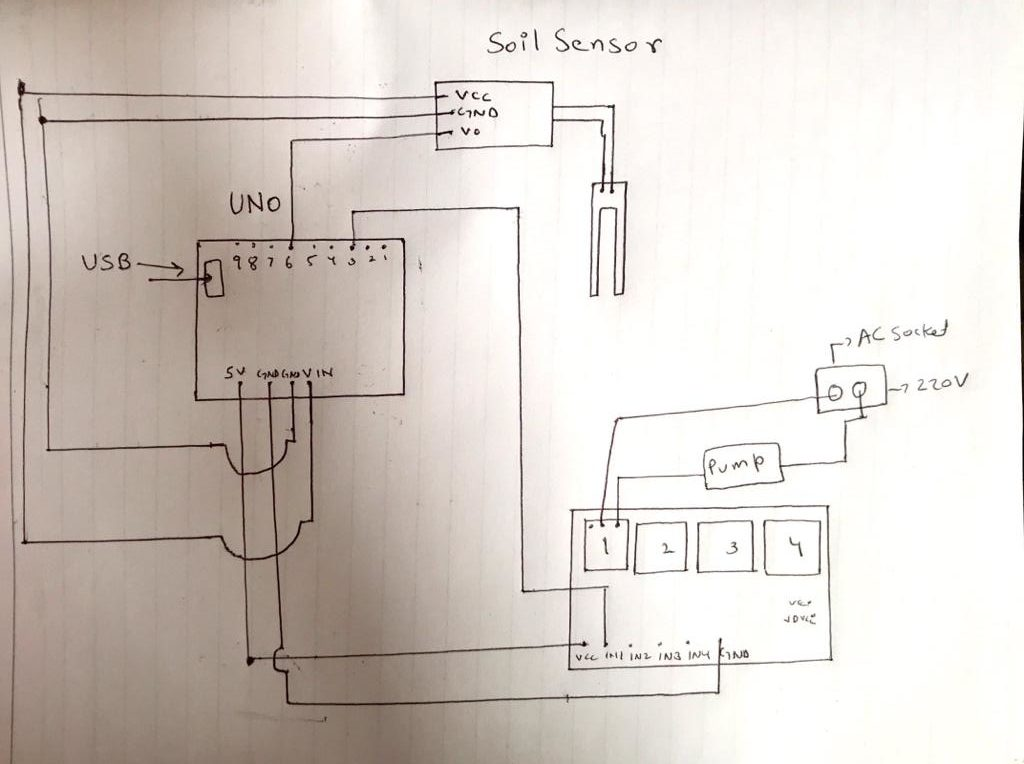 Soil Sensor
VCC
GND
VO
UNO
USB
9 8 7 6 5 4 3 2 1
5V GND GND VIN
AC Socket
220V
Pump
1 2 3 4
VCC IN1 IN2 IN3 IN4 GND